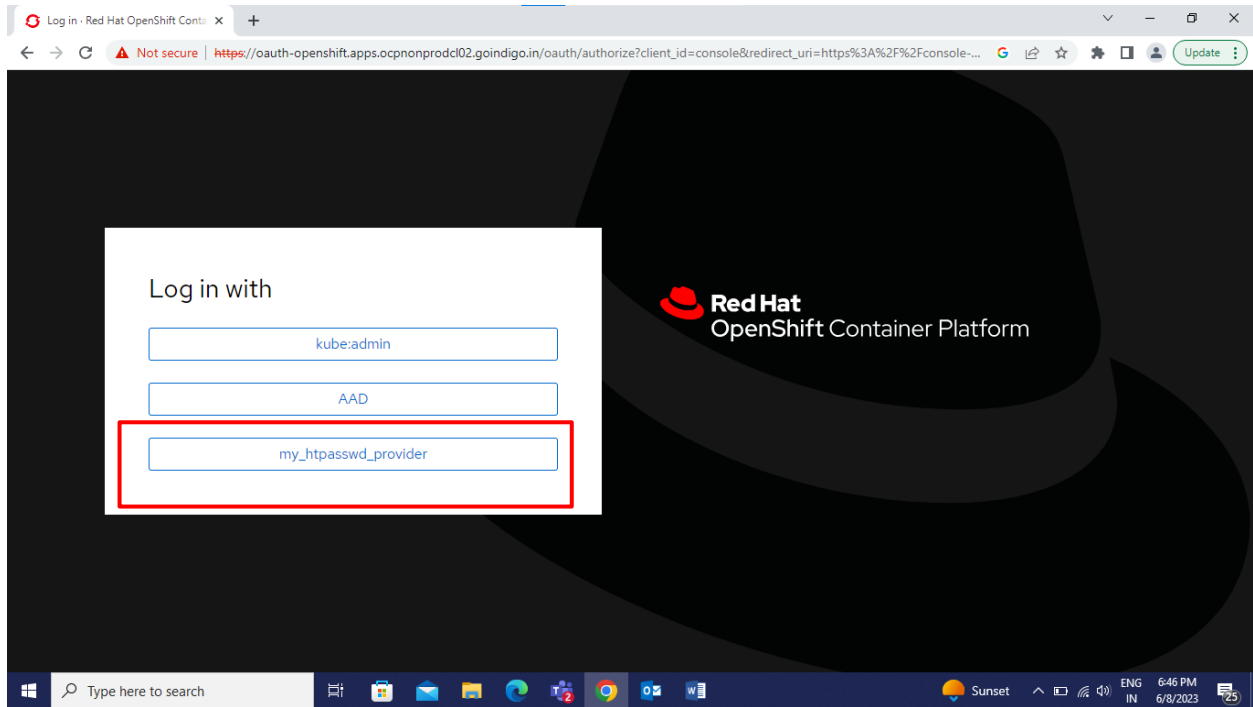 Log in · Red Hat OpenShift Conta
Not secure | https://oauth-openshift.apps.ocpnonprodcl02.goindigo.in/oauth/authorize?client_id=console&redirect_uri=https%3A%2F%2Fconsole-...
G
Update
Log in with
kube:admin
AAD
my_htpasswd_provider
Red Hat
OpenShift Container Platform
Type here to search
2
Sunset
ENG
IN
6:46 PM
6/8/2023
25